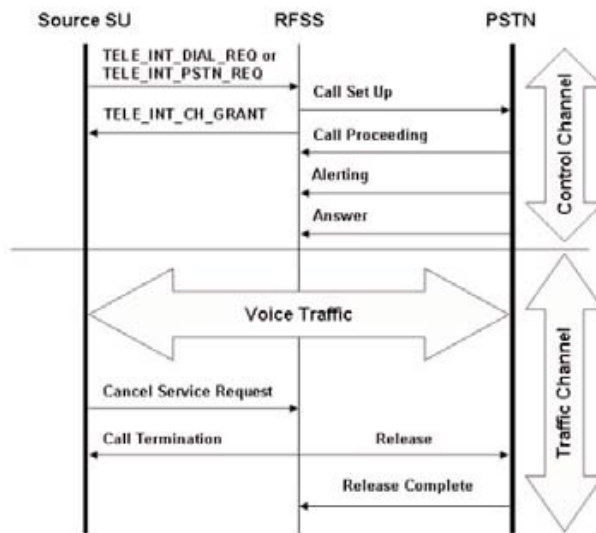 Source SU
RFSS
PSTN
TELE_INT_DIAL_REQ or
TELE_INT_PSTN_REQ
Call Set Up
TELE_INT_CH_GRANT
Call Proceeding
Alerting
Answer
Control Channel
Voice Traffic
Cancel Service Request
Call Termination
Release
Release Complete
Traffic Channel